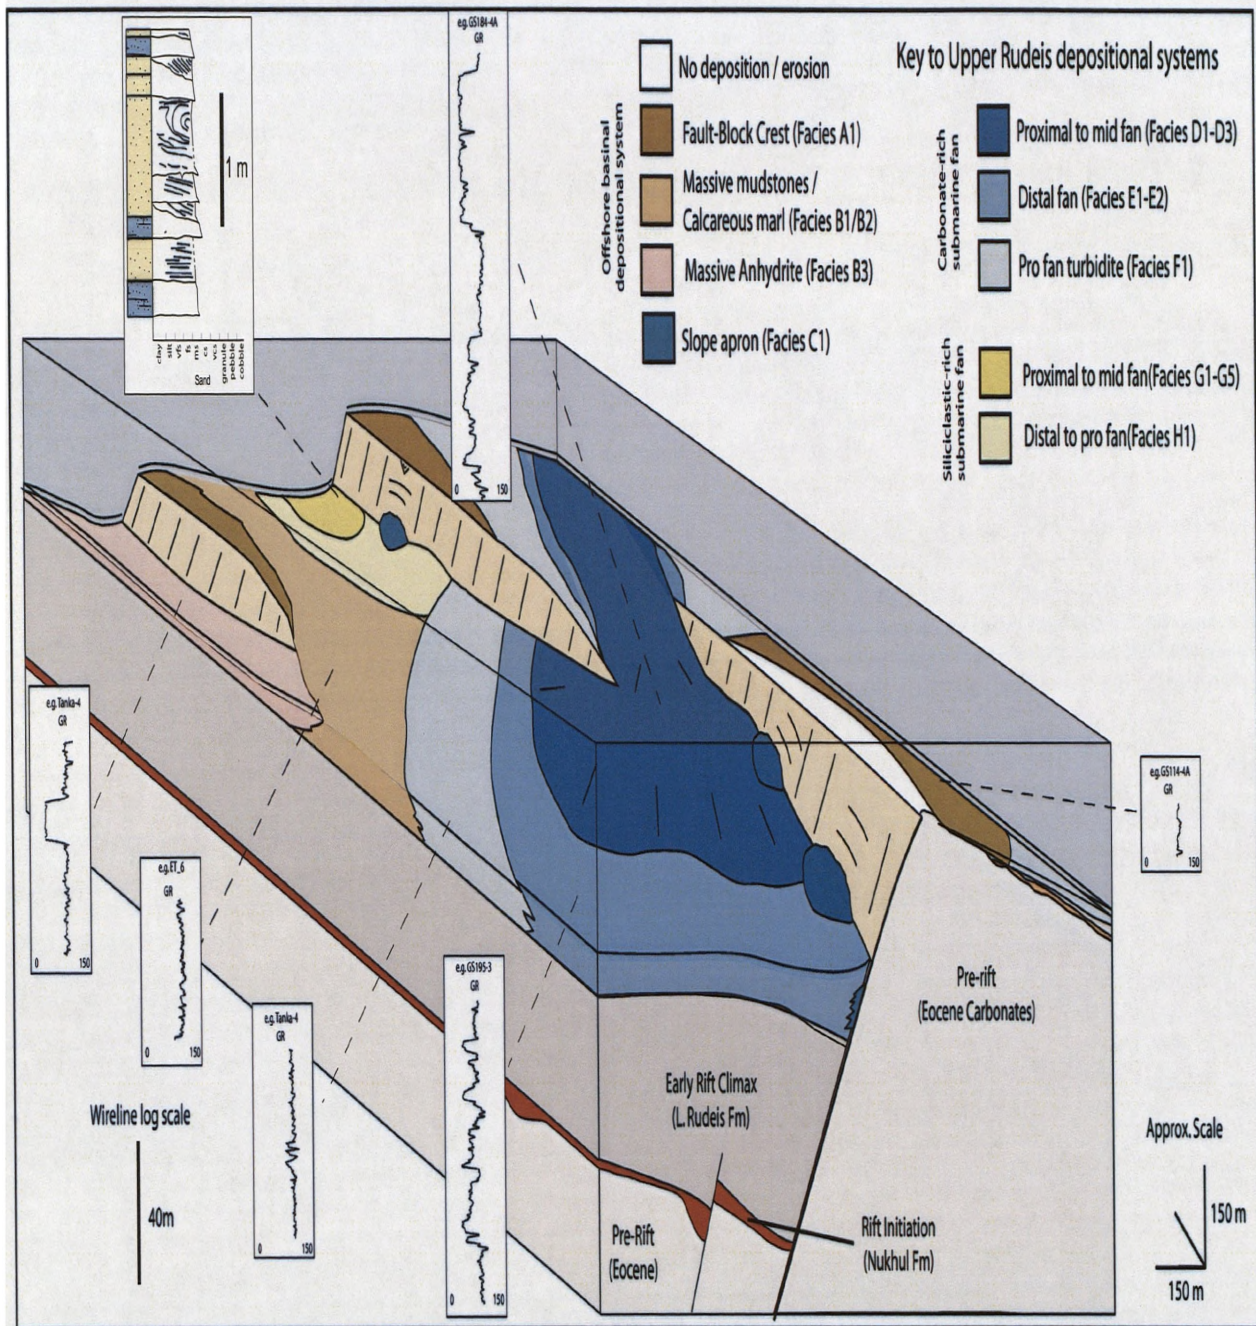 e.g. GS184-4A
GR
0 150
1 m
clay
silt
vfs
fs
ms
cs
vcs
granule
pebble
cobble
Sand
Key to Upper Rudeis depositional systems
No deposition / erosion
Offshore basinal
depositional system
Fault-Block Crest (Facies A1)
Massive mudstones /
Calcareous marl (Facies B1/B2)
Massive Anhydrite (Facies B3)
Slope apron (Facies C1)
Carbonate-rich
submarine fan
Proximal to mid fan (Facies D1-D3)
Distal fan (Facies E1-E2)
Pro fan turbidite (Facies F1)
Siliciclastic-rich
submarine fan
Proximal to mid fan(Facies G1-G5)
Distal to pro fan(Facies H1)
e.g. Tanka-4
GR
0 150
e.g. ET_6
GR
0 150
e.g. Tanka-4
GR
0 150
e.g. GS195-3
GR
0 150
e.g. GS114-4A
GR
0 150
Pre-rift
(Eocene Carbonates)
Early Rift Climax
(L. Rudeis Fm)
Wireline log scale
40m
Pre-Rift
(Eocene)
Rift Initiation
(Nukhul Fm)
Approx. Scale
150 m
150 m